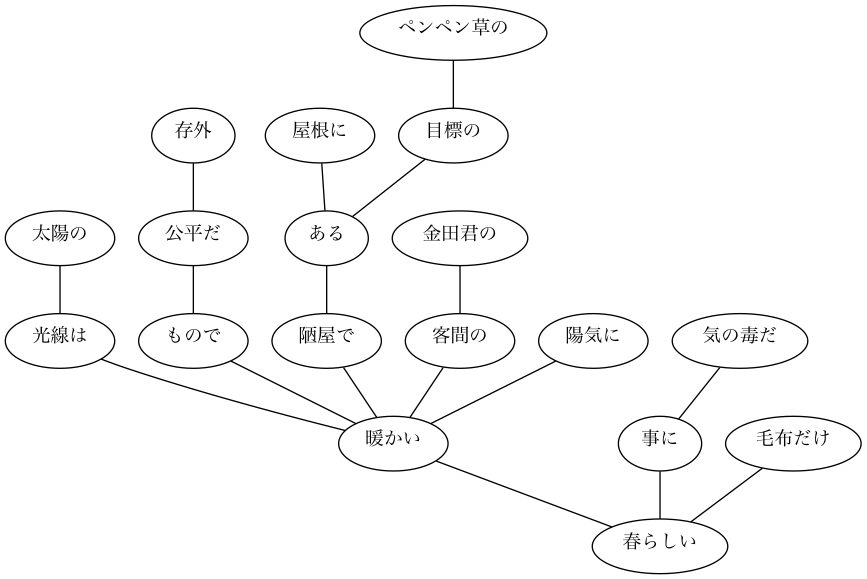 ペンペン草の
存外
屋根に
目標の
太陽の
公平だ
ある
金田君の
光線は
もので
陋屋で
客間の
陽気に
気の毒だ
暖かい
事に
毛布だけ
春らしい